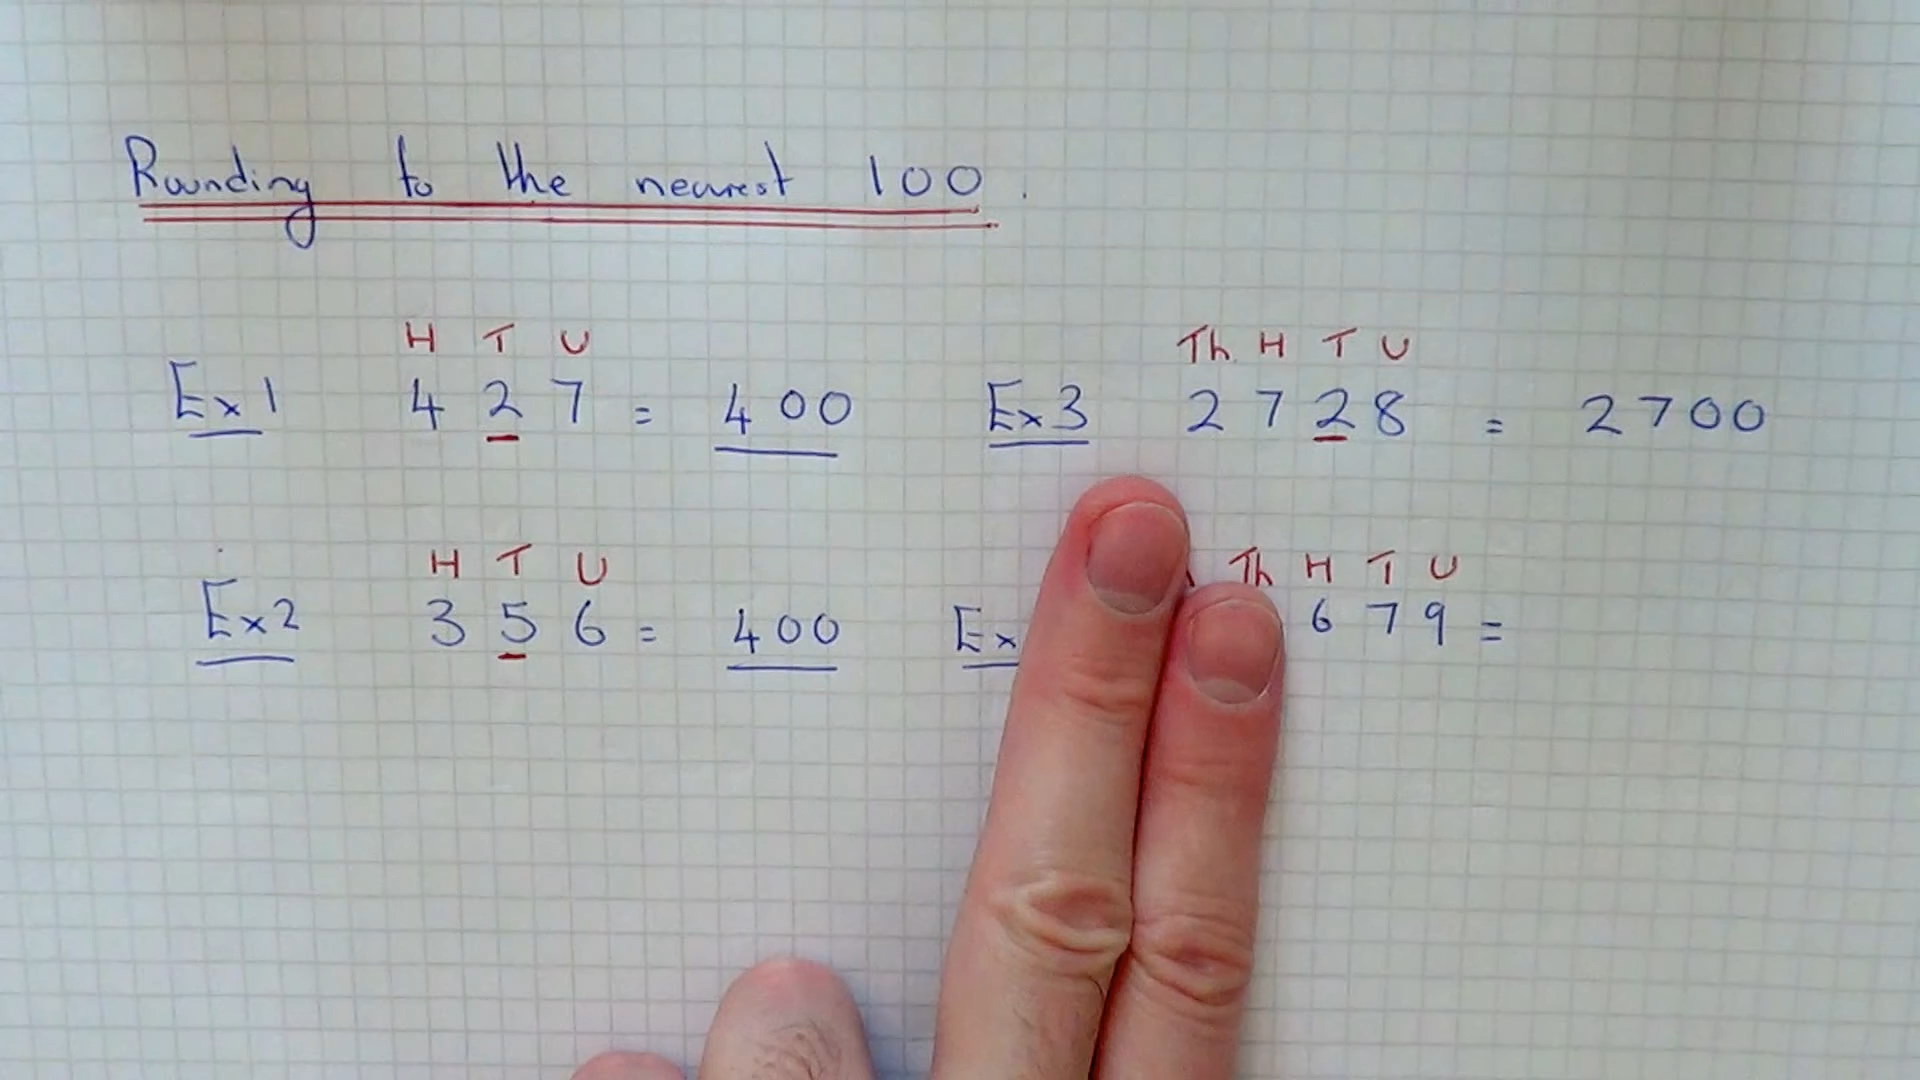 Rounding to the nearest 100.
H T U
Ex 1 4 2 7 = 400
Th H T U
Ex 3 2 7 2 8 = 2700
H T U
Ex 2 3 5 6 = 400
Th H T U
Ex 6 7 9 =